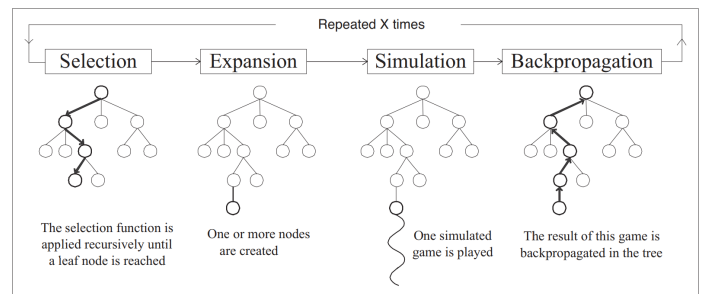 Repeated X times
Selection
Expansion
Simulation
Backpropagation
The selection function is
applied recursively until
a leaf node is reached
One or more nodes
are created
One simulated
game is played
The result of this game is
backpropagated in the tree